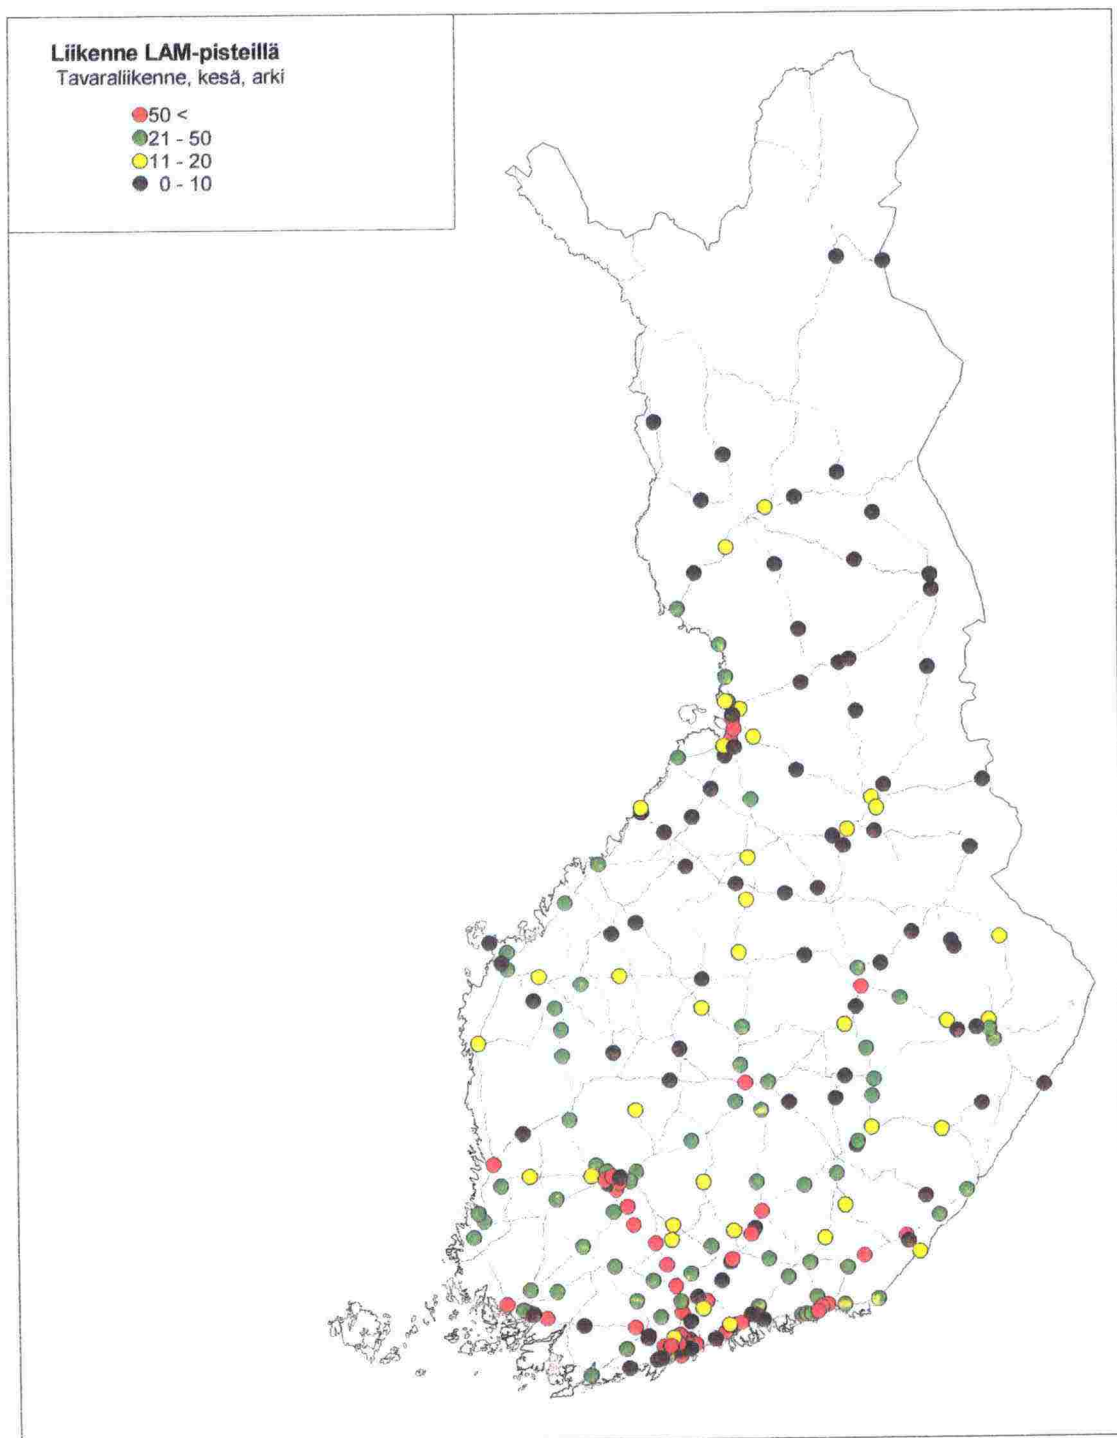 Liikenne LAM-pisteillä
Tavaraliikenne, kesä, arki
50 <
21 - 50
11 - 20
0 - 10